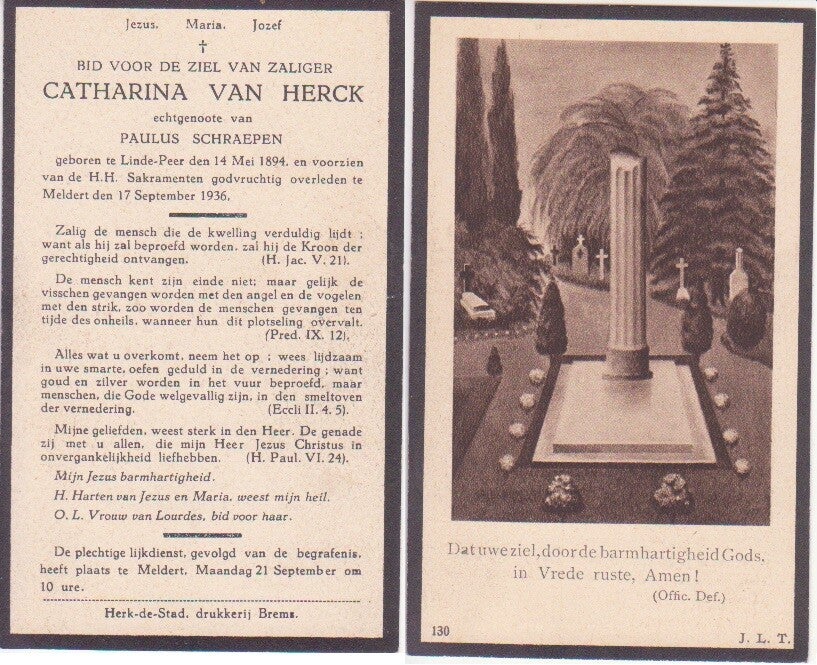 Jezus. Maria. Jozef
✝
BID VOOR DE ZIEL VAN ZALIGER
CATHARINA VAN HERCK
echtgenoote van
PAULUS SCHRAEPEN
geboren te Linde-Peer den 14 Mei 1894. en voorzien
van de H.H. Sakramenten godvruchtig overleden te
Meldert den 17 September 1936.
Zalig de mensch die de kwelling verduldig lijdt ;
want als hij zal beproefd worden, zal hij de Kroon der
gerechtigheid ontvangen. (H. Jac. V. 21).
De mensch kent zijn einde niet; maar gelijk de
visschen gevangen worden met den angel en de vogelen
met den strik, zoo worden de menschen gevangen ten
tijde des onheils, wanneer hun dit plotseling overvalt.
(Pred. IX. 12).
Alles wat u overkomt, neem het op ; wees lijdzaam
in uwe smarte, oefen geduld in de vernedering ; want
goud en zilver worden in het vuur beproefd, maar
menschen, die Gode welgevallig zijn, in den smeltoven
der vernedering. (Eccli II. 4. 5).
Mijne geliefden, weest sterk in den Heer. De genade
zij met u allen, die mijn Heer Jezus Christus in
onvergankelijkheid liefhebben. (H. Paul. VI. 24).
Mijn Jezus barmhartigheid.
H. Harten van Jezus en Maria, weest mijn heil.
O. L. Vrouw van Lourdes, bid voor haar.
De plechtige lijkdienst, gevolgd van de begrafenis,
heeft plaats te Meldert, Maandag 21 September om
10 ure.
Herk-de-Stad. drukkerij Brems.
Dat uwe ziel, door de barmhartigheid Gods,
in Vrede ruste, Amen!
(Offic. Def.)
130
J. L. T.